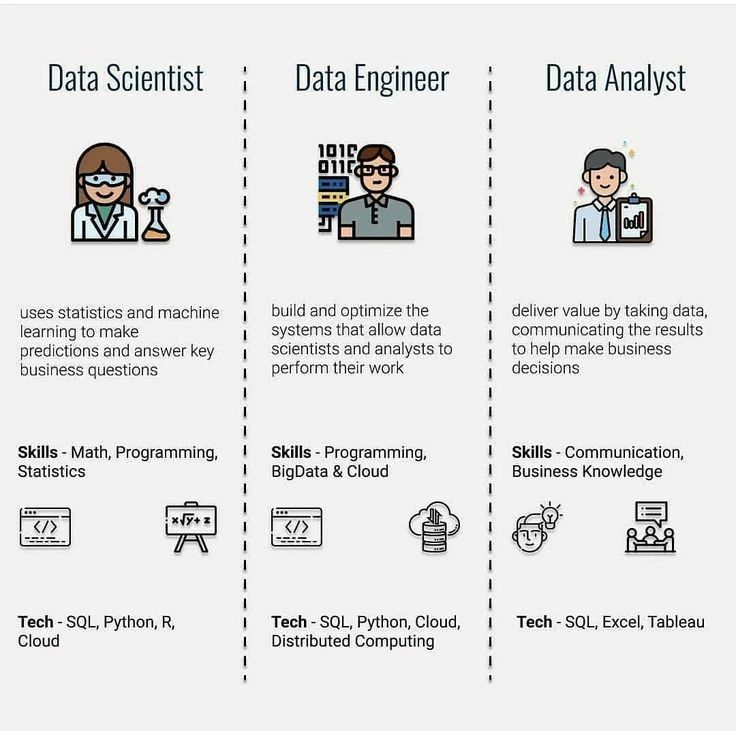 Data Scientist
Data Engineer
Data Analyst
101C
011C
uses statistics and machine
learning to make
predictions and answer key
business questions
build and optimize the
systems that allow data
scientists and analysts to
perform their work
deliver value by taking data,
communicating the results
to help make business
decisions
Skills - Math, Programming,
Statistics
Skills - Programming,
BigData & Cloud
Skills - Communication,
Business Knowledge
</>
x√y+ z
</>
Tech - SQL, Python, R,
Cloud
Tech - SQL, Python, Cloud,
Distributed Computing
Tech - SQL, Excel, Tableau